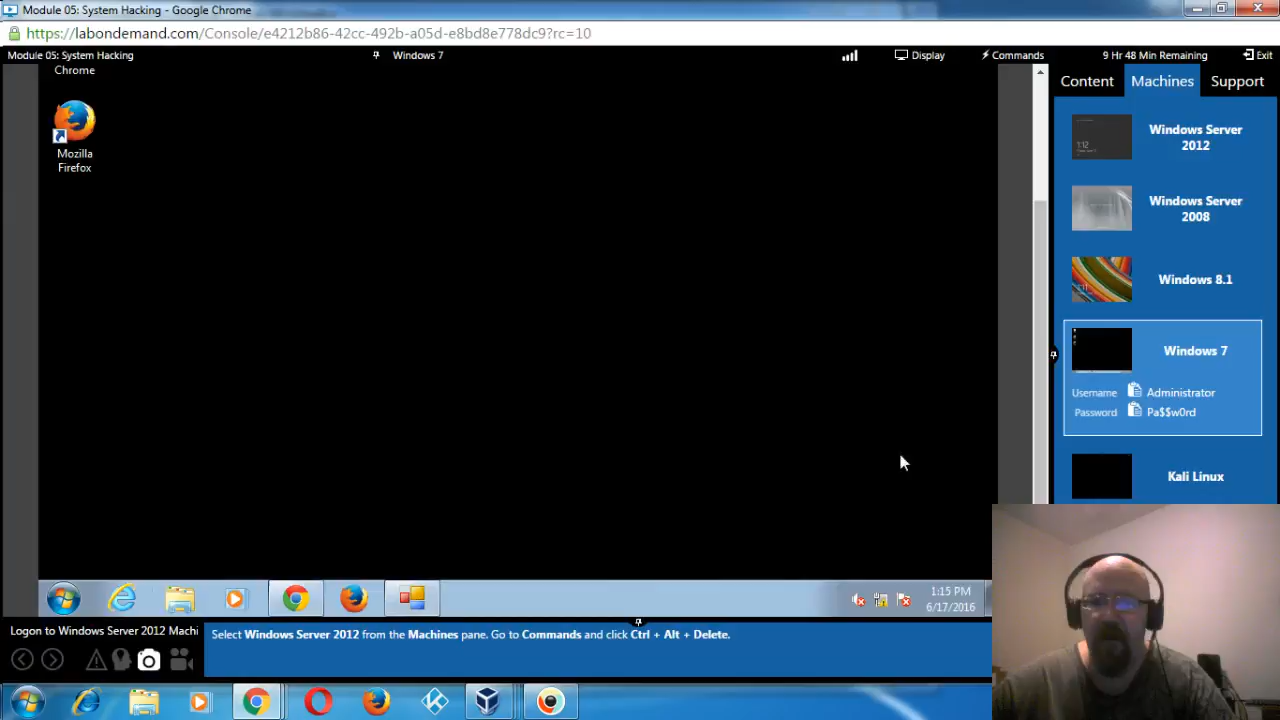 Module 05: System Hacking - Google Chrome
https://labondemand.com/Console/e4212b86-42cc-492b-a05d-e8bd8e778dc9?rc=10
Module 05: System Hacking
Windows 7
Display
Commands
9 Hr 48 Min Remaining
Exit
Chrome
Mozilla
Firefox
Content
Machines
Support
Windows Server
2012
Windows Server
2008
Windows 8.1
Windows 7
Username
Administrator
Password
Pa$$w0rd
Kali Linux
1:15 PM
6/17/2016
Logon to Windows Server 2012 Machi
Select Windows Server 2012 from the Machines pane. Go to Commands and click Ctrl + Alt + Delete.